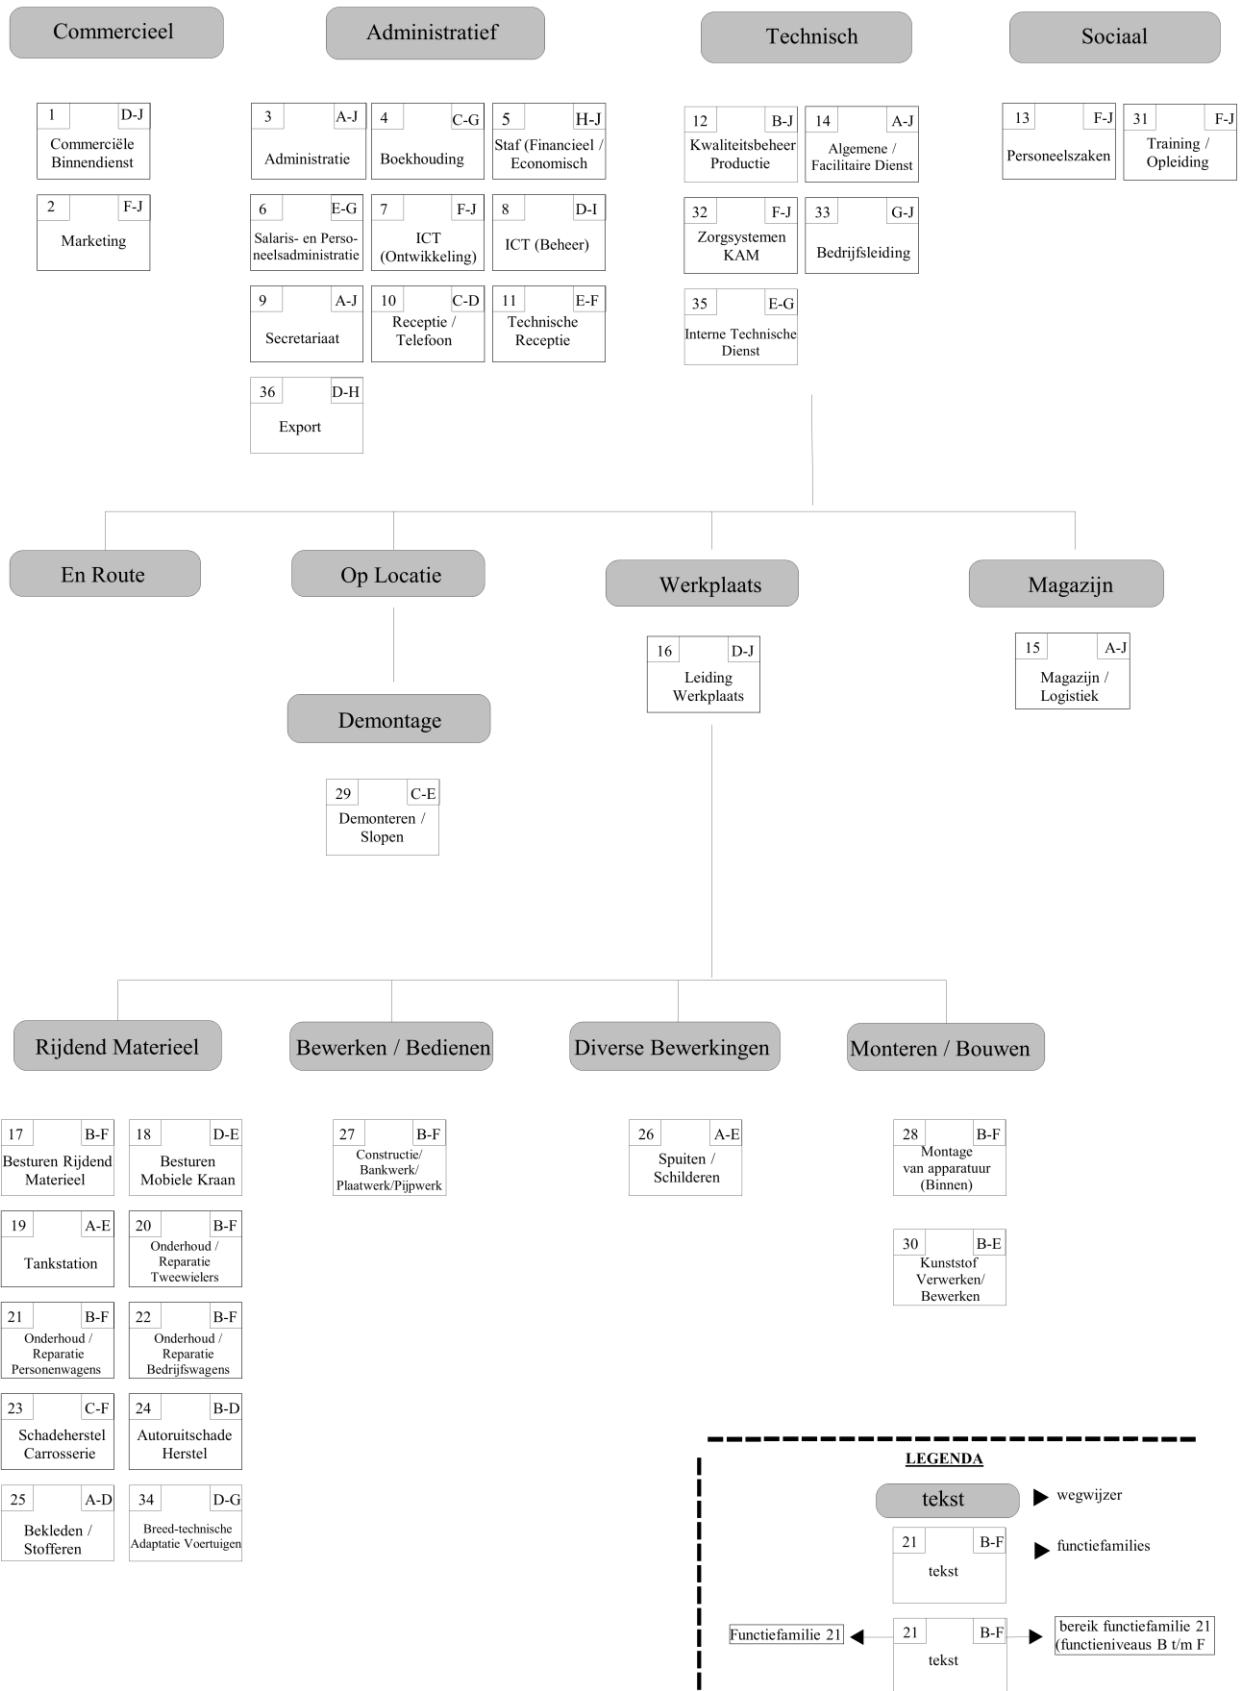 Commercieel
Administratief
Technisch
Sociaal
1 D-J
Commerciële
Binnendienst
2 F-J
Marketing
3 A-J
Administratie
4 C-G
Boekhouding
5 H-J
Staf (Financieel /
Economisch
6 E-G
Salaris- en Perso-
neelsadministratie
7 F-J
ICT
(Ontwikkeling)
8 D-I
ICT (Beheer)
9 A-J
Secretariaat
10 C-D
Receptie /
Telefoon
11 E-F
Technische
Receptie
36 D-H
Export
12 B-J
Kwaliteitsbeheer
Productie
14 A-J
Algemene /
Facilitaire Dienst
32 F-J
Zorgsystemen
KAM
33 G-J
Bedrijfsleiding
35 E-G
Interne Technische
Dienst
13 F-J
Personeelszaken
31 F-J
Training /
Opleiding
En Route
Op Locatie
Werkplaats
Magazijn
16 D-J
Leiding
Werkplaats
15 A-J
Magazijn /
Logistiek
Demontage
29 C-E
Demonteren /
Slopen
Rijdend Materieel
Bewerken / Bedienen
Diverse Bewerkingen
Monteren / Bouwen
17 B-F
Besturen Rijdend
Materieel
18 D-E
Besturen
Mobiele Kraan
19 A-E
Tankstation
20 B-F
Onderhoud /
Reparatie
Tweewielers
21 B-F
Onderhoud /
Reparatie
Personenwagens
22 B-F
Onderhoud /
Reparatie
Bedrijfswagens
23 C-F
Schadeherstel
Carrosserie
24 B-D
Autoruitschade
Herstel
25 A-D
Bekleden /
Stofferen
34 D-G
Breed-technische
Adaptatie Voertuigen
27 B-F
Constructie/
Bankwerk/
Plaatwerk/Pijpwerk
26 A-E
Spuiten /
Schilderen
28 B-F
Montage
van apparatuur
(Binnen)
30 B-E
Kunststof
Verwerken/
Bewerken
LEGENDA
tekst
wegwijzer
21 B-F
tekst
functiefamilies
Functiefamilie 21
21 B-F
tekst
bereik functiefamilie 21
(functieniveaus B t/m F